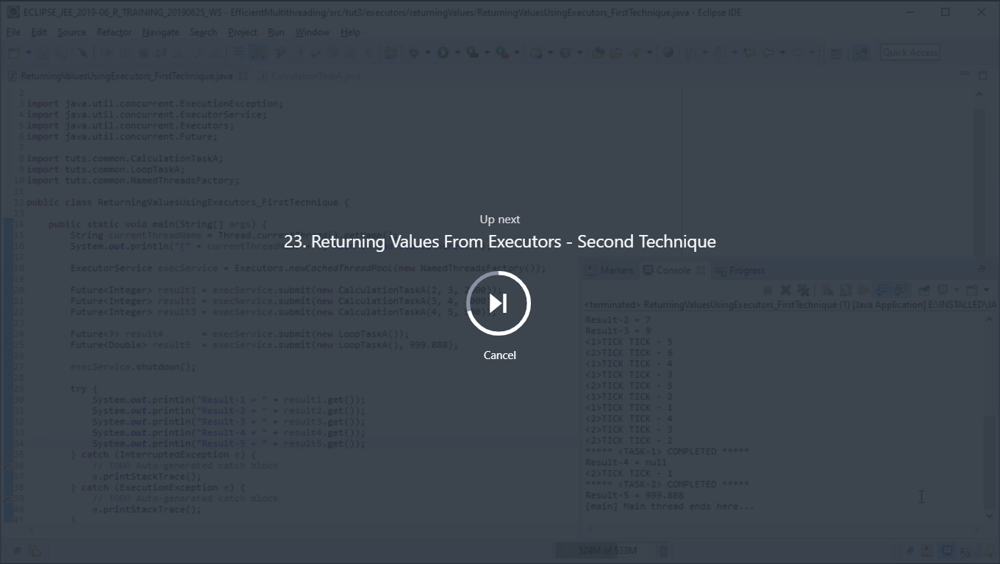 ECLIPSE_JEE_2019-06_R_TRAINING_20190625_WS - EfficientMultithreading/src/tut3/executors/returningValues/ReturningValuesUsingExecutors_FirstTechnique.java - Eclipse IDE
File Edit Source Refactor Navigate Search Project Run Window Help
Quick Access
ReturningValuesUsingExecutors_FirstTechnique.java CalculationTaskA.java
2
3 import java.util.concurrent.ExecutionException;
4 import java.util.concurrent.ExecutorService;
5 import java.util.concurrent.Executors;
6 import java.util.concurrent.Future;
7
8 import tuts.common.CalculationTaskA;
9 import tuts.common.LoopTaskA;
10 import tuts.common.NamedThreadsFactory;
11
12 public class ReturningValuesUsingExecutors_FirstTechnique {
13
14 public static void main(String[] args) {
15 String currentThreadName = Thread.currentThread().getName();
16 System.out.println("[" + currentThread
17
18 ExecutorService execService = Executors.newCachedThreadPool(new NamedThreadsFactory());
19
20 Future<Integer> result1 = execService.submit(new CalculationTaskA(2, 3, 2000));
21 Future<Integer> result2 = execService.submit(new CalculationTaskA(3, 4,
22 Future<Integer> result3 = execService.submit(new CalculationTaskA(4, 5,
23
24 Future<?> result4 = execService.submit(new LoopTaskA());
25 Future<Double> result5 = execService.submit(new LoopTaskA(), 999.888);
26
27 execService.shutdown();
28
29 try {
30 System.out.println("Result-1 = " + result1.get());
31 System.out.println("Result-2 = " + result2.get());
32 System.out.println("Result-3 = " + result3.get());
33 System.out.println("Result-4 = " + result4.get());
34 System.out.println("Result-5 = " + result5.get());
35 } catch (InterruptedException e) {
36 // TODO Auto-generated catch block
37 e.printStackTrace();
38 } catch (ExecutionException e) {
39 // TODO Auto-generated catch block
40 e.printStackTrace();
41 }
Up next
23. Returning Values From Executors - Second Technique
Cancel
Markers Console Progress
<terminated> ReturningValuesUsingExecutors_FirstTechnique (1) [Java Application] E:\INSTALLED\JA
Result-2 = 7
Result-3 = 9
<1>TICK TICK - 5
<2>TICK TICK - 6
<1>TICK TICK - 4
<1>TICK TICK - 3
<2>TICK TICK - 5
<1>TICK TICK - 2
<1>TICK TICK - 1
<2>TICK TICK - 4
<2>TICK TICK - 3
<2>TICK TICK - 2
***** <TASK-1> COMPLETED *****
Result-4 = null
<2>TICK TICK - 1
***** <TASK-2> COMPLETED *****
Result-5 = 999.888
[main] Main thread ends here...
324M of 533M